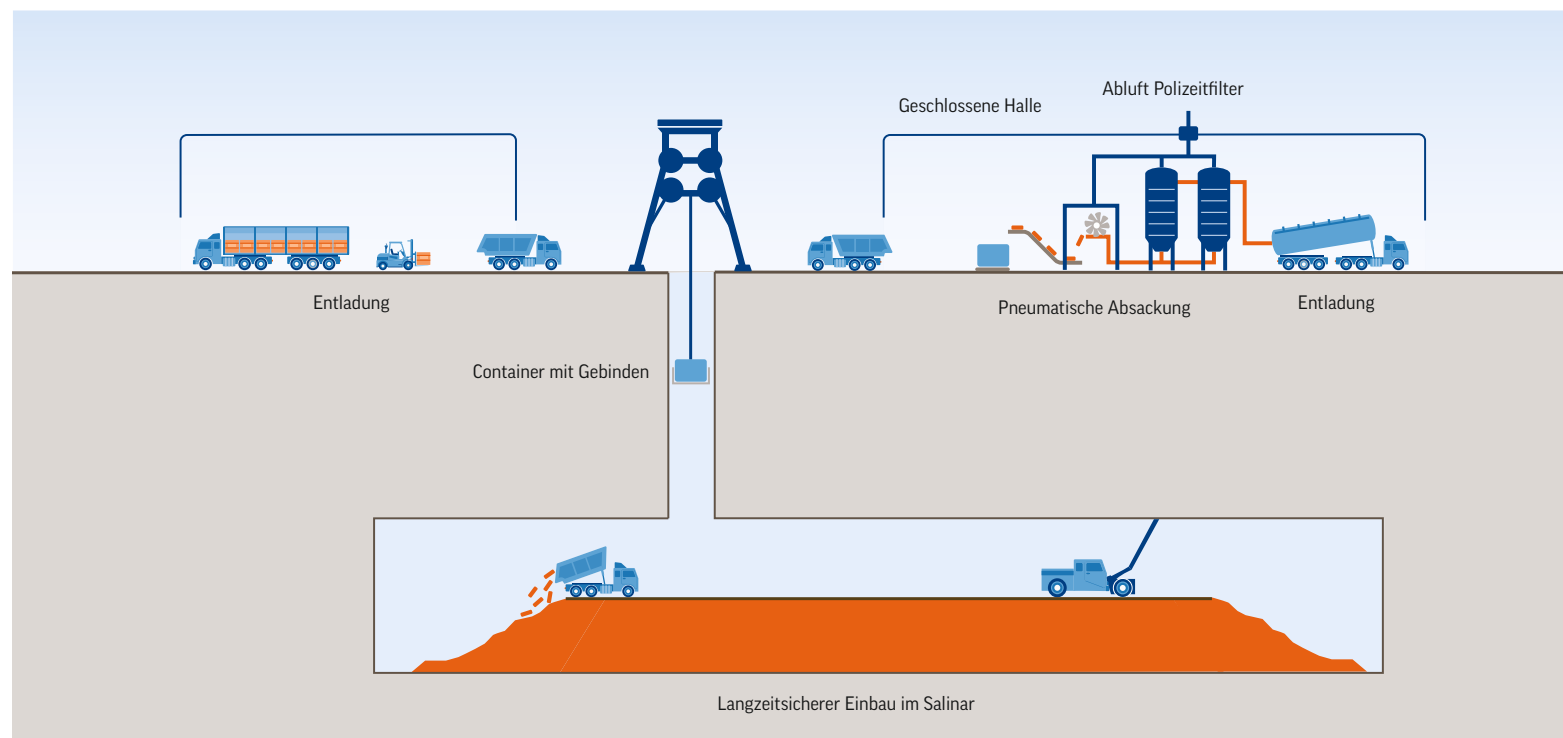 Abluft Polizeitfilter
Geschlossene Halle
Entladung
Pneumatische Absackung
Entladung
Container mit Gebinden
Langzeitsicherer Einbau im Salinar